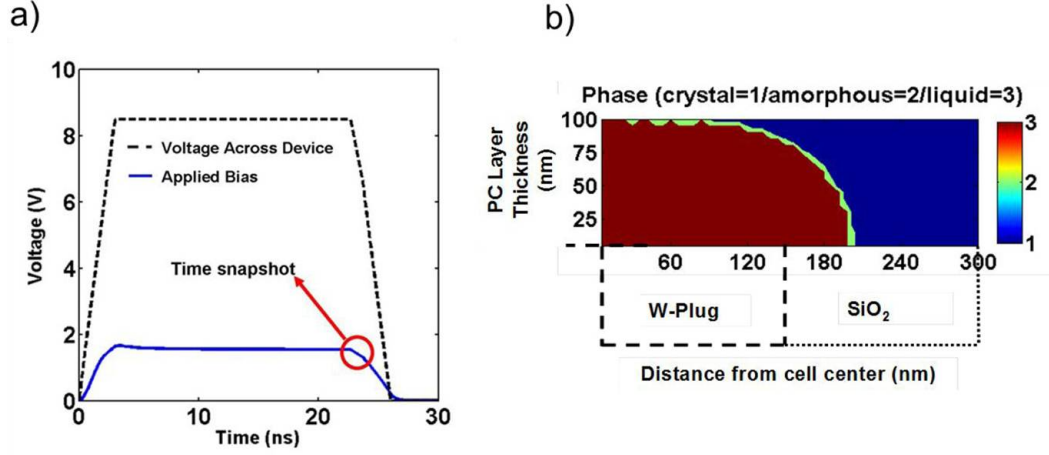 a)
10
8
6
4
2
0
Voltage (V)
Voltage Across Device
Applied Bias
Time snapshot
0 10 20 30
Time (ns)
b)
Phase (crystal=1/amorphous=2/liquid=3)
PC Layer
Thickness
(nm)
100
75
50
25
60 120 180 240 300
3
2
1
W-Plug
SiO₂
Distance from cell center (nm)